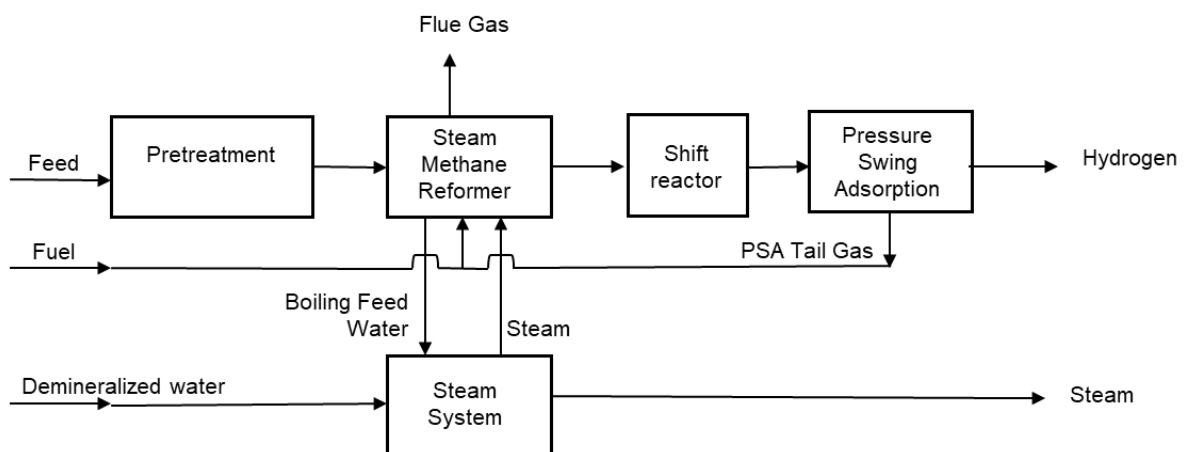 Flue Gas
Feed
Pretreatment
Steam
Methane
Reformer
Shift
reactor
Pressure
Swing
Adsorption
Hydrogen
Fuel
PSA Tail Gas
Boiling Feed
Water
Steam
Demineralized water
Steam
System
Steam